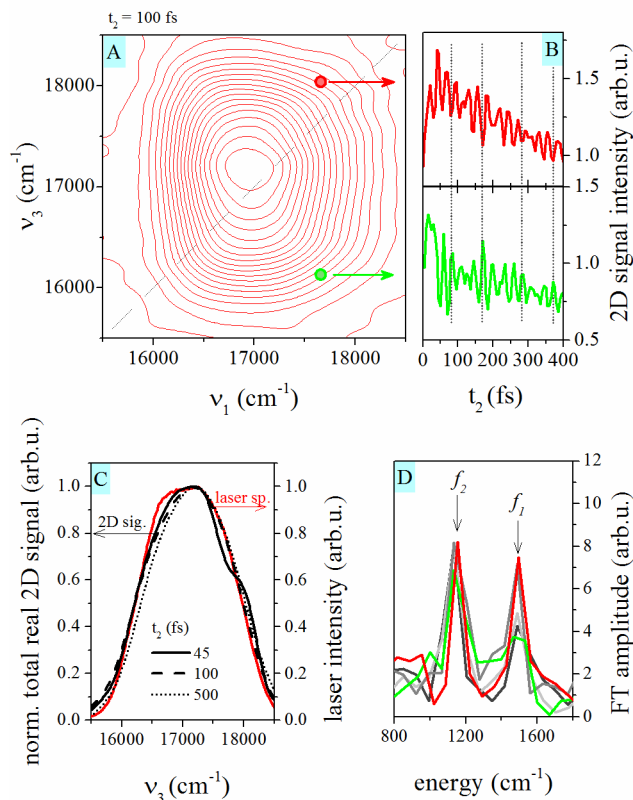 t₂ = 100 fs
A
18000
17000
16000
ν₃ (cm⁻¹)
16000 17000 18000
ν₁ (cm⁻¹)
B
1.5
1.0
1.5
1.0
0.5
2D signal intensity (arb.u.)
0 100 200 300 400
t₂ (fs)
C
1.0
0.8
0.6
0.4
0.2
0.0
norm. total real 2D signal (arb.u.)
2D sig.
laser sp.
t₂ (fs)
45
100
500
1.0
0.8
0.6
0.4
0.2
0.0
laser intensity (arb.u.)
16000 17000 18000
ν₃ (cm⁻¹)
D
f₂
f₁
12
10
8
6
4
2
0
FT amplitude (arb.u.)
800 1200 1600
energy (cm⁻¹)